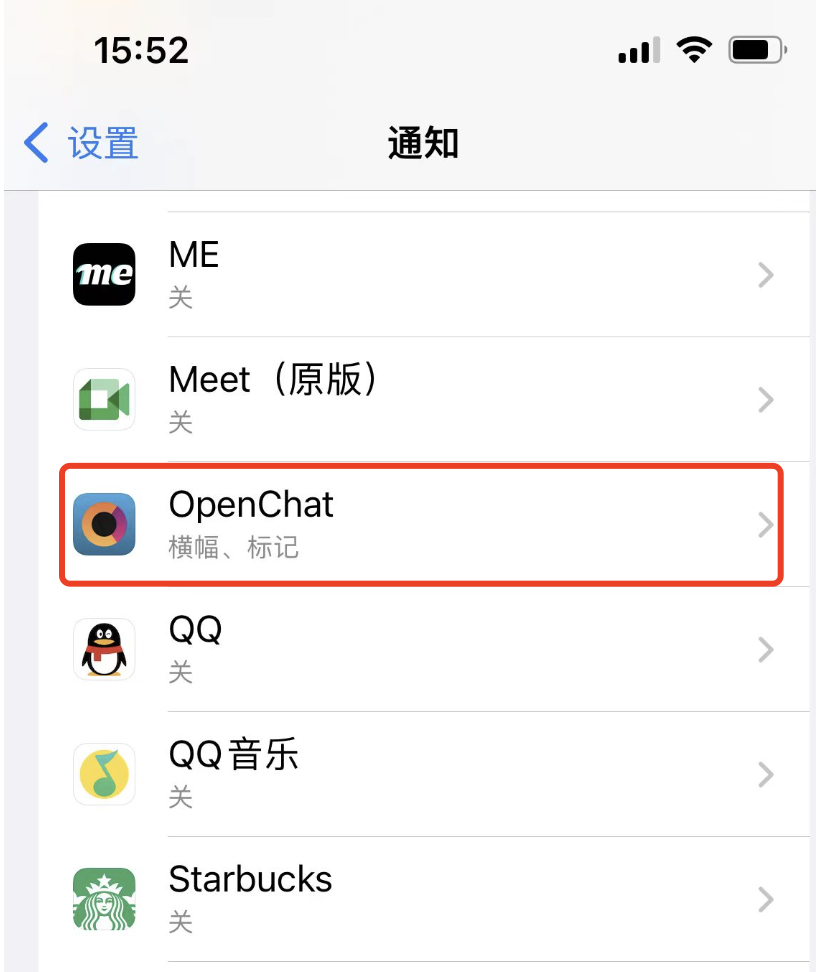 15:52
设置
通知
me
ME
关
Meet（原版）
关
OpenChat
横幅、标记
QQ
关
QQ音乐
关
Starbucks
关